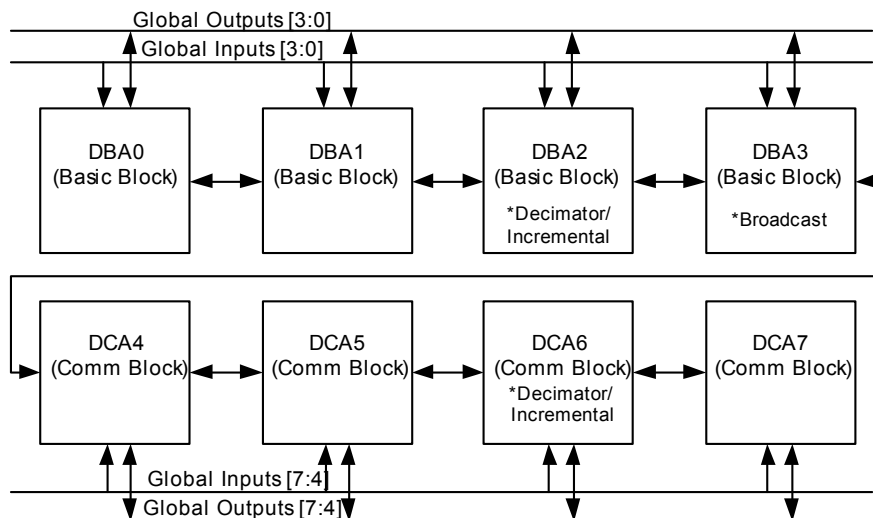 Global Outputs [3:0]
Global Inputs [3:0]
DBA0
(Basic Block)
DBA1
(Basic Block)
DBA2
(Basic Block)
*Decimator/
Incremental
DBA3
(Basic Block)
*Broadcast
DCA4
(Comm Block)
DCA5
(Comm Block)
DCA6
(Comm Block)
*Decimator/
Incremental
DCA7
(Comm Block)
Global Inputs [7:4]
Global Outputs [7:4]